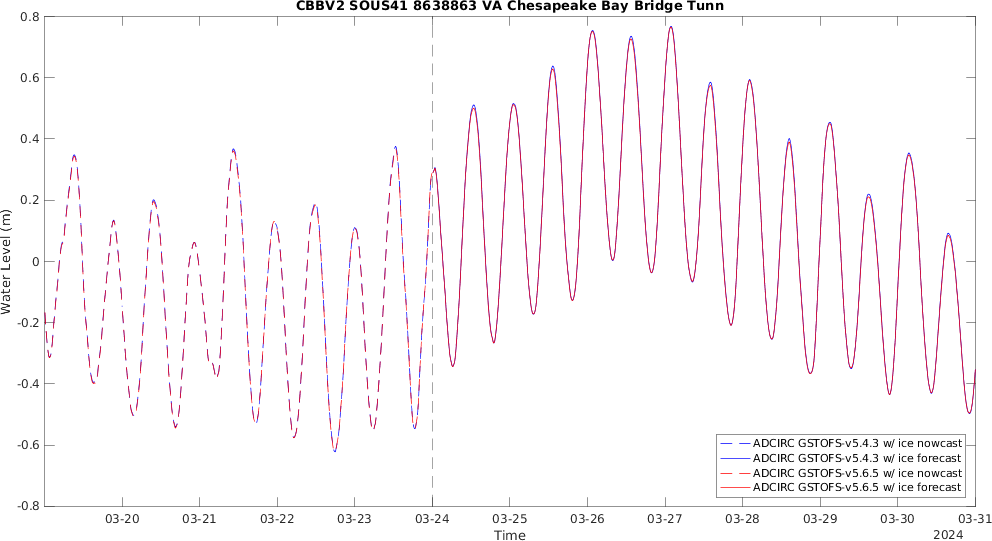 CBBV2 SOUS41 8638863 VA Chesapeake Bay Bridge Tunn
0.8
0.6
0.4
0.2
0
-0.2
-0.4
-0.6
-0.8
Water Level (m)
ADCIRC GSTOFS-v5.4.3 w/ ice nowcast
ADCIRC GSTOFS-v5.4.3 w/ ice forecast
ADCIRC GSTOFS-v5.6.5 w/ ice nowcast
ADCIRC GSTOFS-v5.6.5 w/ ice forecast
03-20 03-21 03-22 03-23 03-24 03-25 03-26 03-27 03-28 03-29 03-30 03-31
Time
2024